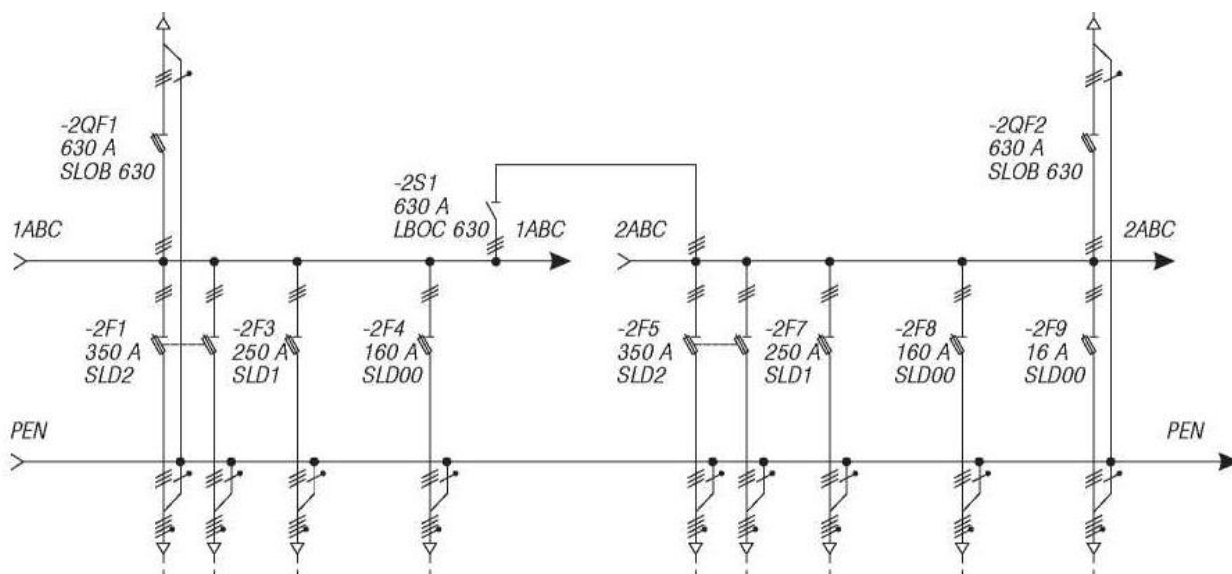 -2QF1
630 A
SLOB 630
-2QF2
630 A
SLOB 630
-2S1
630 A
LBOC 630
1ABC
1ABC
2ABC
2ABC
-2F1
350 A
SLD2
-2F3
250 A
SLD1
-2F4
160 A
SLD00
-2F5
350 A
SLD2
-2F7
250 A
SLD1
-2F8
160 A
SLD00
-2F9
16 A
SLD00
PEN
PEN